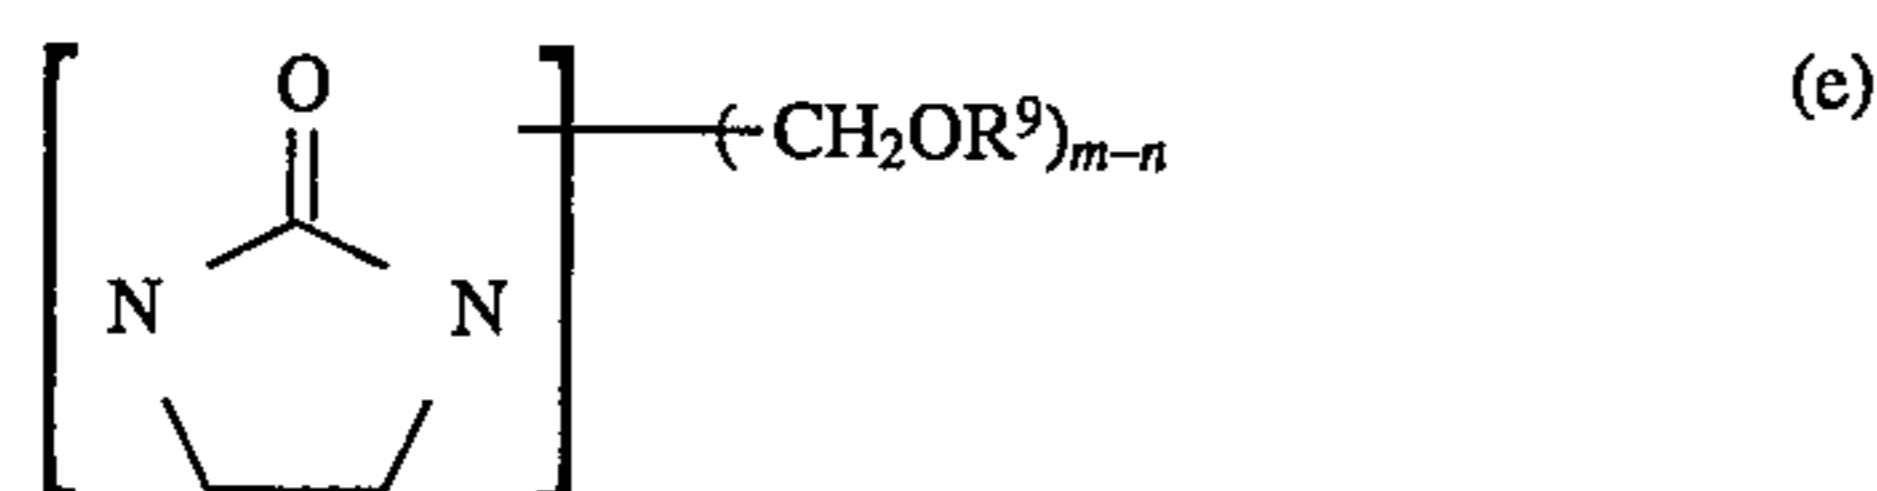 O
(CH₂OR⁹)ₘ₋ₙ
(e)
N N